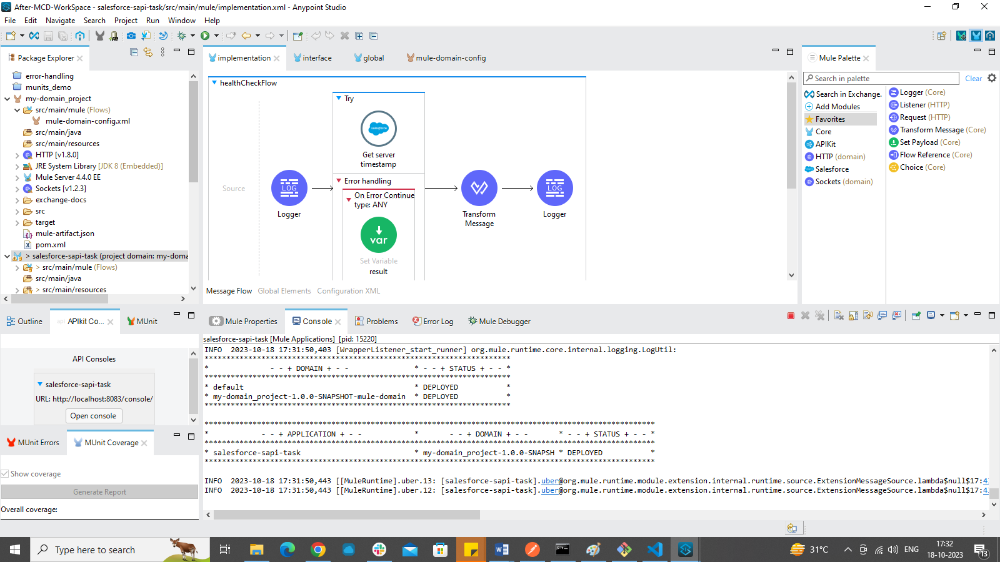 After-MCD-WorkSpace - salesforce-sapi-task/src/main/mule/implementation.xml - Anypoint Studio
File Edit Navigate Search Project Run Window Help
Package Explorer
error-handling
munits_demo
my-domain_project
src/main/mule (Flows)
mule-domain-config.xml
src/main/java
src/main/resources
HTTP [v1.8.0]
JRE System Library [JDK 8 (Embedded)]
Mule Server 4.4.0 EE
Sockets [v1.2.3]
exchange-docs
src
target
mule-artifact.json
pom.xml
> salesforce-sapi-task (project domain: my-doma
> src/main/mule (Flows)
src/main/java
> src/main/resources
implementation interface global mule-domain-config
healthCheckFlow
Source
LOG
Logger
Try
salesforce
Get server
timestamp
Error handling
On Error Continue
type: ANY
var
Set Variable
result
Transform
Message
LOG
Logger
Message Flow Global Elements Configuration XML
Mule Palette
Search in palette Clear
Search in Exchange.
Add Modules
Favorites
Core
APIKit
HTTP (domain)
Salesforce
Sockets (domain)
Logger (Core)
Listener (HTTP)
Request (HTTP)
Transform Message (Core)
Set Payload (Core)
Flow Reference (Core)
Choice (Core)
Outline api APIkit Co... MUnit
API Consoles
salesforce-sapi-task
URL: http://localhost:8083/console/
Open console
MUnit Errors MUnit Coverage
Show coverage
Generate Report
Overall coverage:
Mule Properties Console Problems Error Log Mule Debugger
salesforce-sapi-task [Mule Applications] [pid: 15220]
INFO 2023-10-18 17:31:50,403 [WrapperListener_start_runner] org.mule.runtime.core.internal.logging.LogUtil:
**********************************************************************
* - - + DOMAIN + - - * - - + STATUS + - - *
**********************************************************************
* default * DEPLOYED *
* my-domain_project-1.0.0-SNAPSHOT-mule-domain * DEPLOYED *
**********************************************************************
*******************************************************************************************************
* - - + APPLICATION + - - * - - + DOMAIN + - - * - - + STATUS + - - *
*******************************************************************************************************
* salesforce-sapi-task * my-domain_project-1.0.0-SNAPSH * DEPLOYED *
*******************************************************************************************************
INFO 2023-10-18 17:31:50,443 [[MuleRuntime].uber.13: [salesforce-sapi-task].uber@org.mule.runtime.module.extension.internal.runtime.source.ExtensionMessageSource.lambda$null$17:4
INFO 2023-10-18 17:31:50,443 [[MuleRuntime].uber.12: [salesforce-sapi-task].uber@org.mule.runtime.module.extension.internal.runtime.source.ExtensionMessageSource.lambda$null$17:4
Type here to search
31°C
ENG
17:32
18-10-2023
13